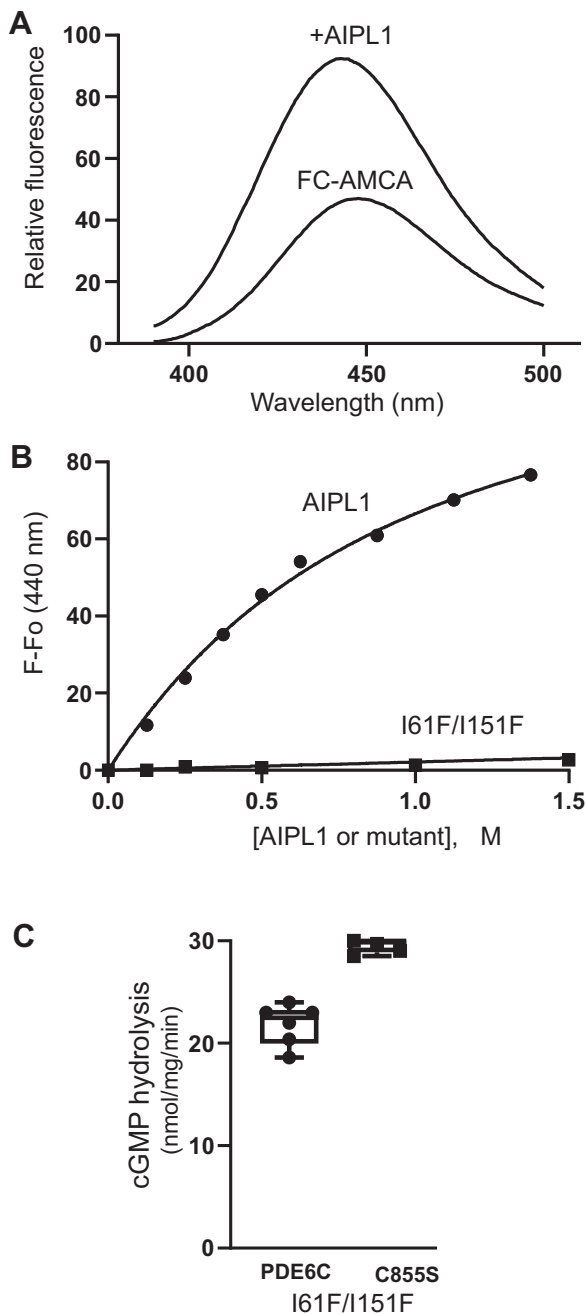 A
100
80
60
40
20
0
Relative fluorescence
+AIPL1
FC-AMCA
400
450
500
Wavelength (nm)
B
80
60
40
20
0
F-Fo (440 nm)
AIPL1
I61F/I151F
0.0
0.5
1.0
1.5
[AIPL1 or mutant], M
C
30
20
10
0
cGMP hydrolysis
(nmol/mg/min)
PDE6C
C855S
I61F/I151F